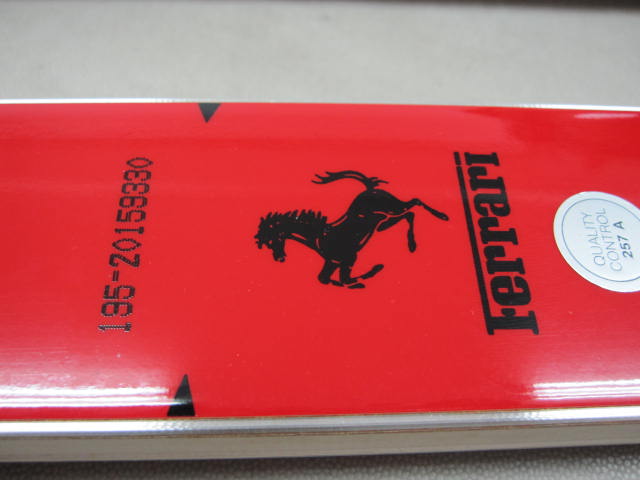 195=20159330
Ferrari
QUALITY
CONTROL
257 A